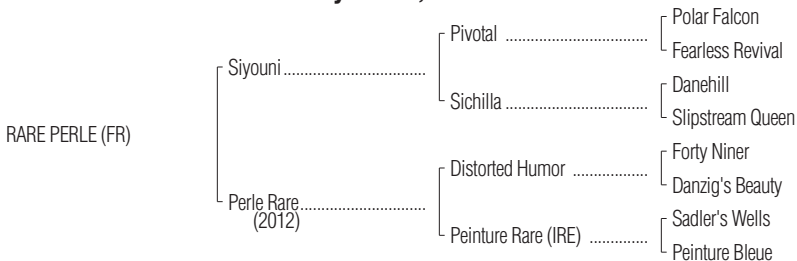 Polar Falcon
Pivotal ................................
Fearless Revival
Siyouni ................................
Danehill
Sichilla ................................
Slipstream Queen
RARE PERLE (FR)
Forty Niner
Distorted Humor .................
Danzig's Beauty
Perle Rare ............................
(2012)
Sadler's Wells
Peinture Rare (IRE) .............
Peinture Bleue